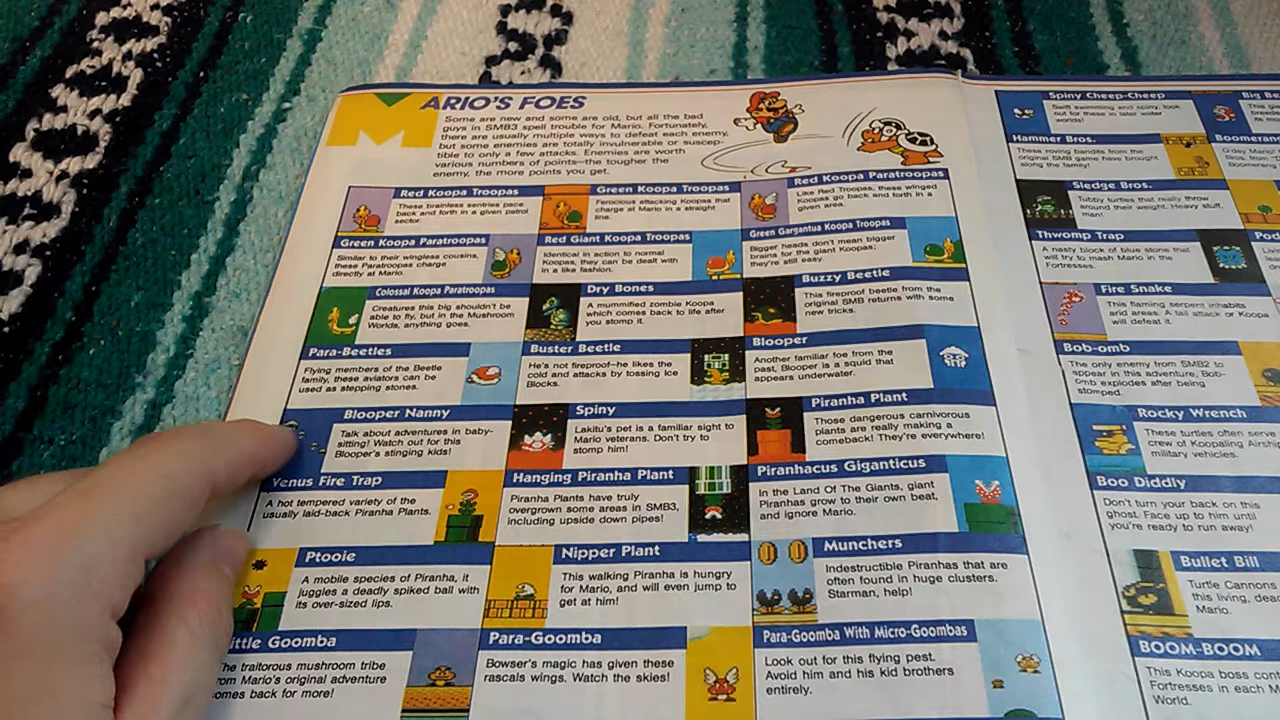 MARIO'S FOES
Some are new and some are old, but all the bad
guys in SMB3 spell trouble for Mario. Fortunately,
there are usually multiple ways to defeat each enemy,
but some enemies are totally invulnerable or suscep-
tible to only a few attacks. Enemies are worth
various numbers of points—the tougher the
enemy, the more points you get.
Red Koopa Troopas
These brainless sentries pace
back and forth in a given patrol
sector.
Green Koopa Troopas
Ferocious attacking Koopas that
charge at Mario in a straight
line.
Red Koopa Paratroopas
Like Red Troopas, these winged
Koopas go back and forth in a
given area.
Green Koopa Paratroopas
Similar to their wingless cousins,
these Paratroopas charge
directly at Mario.
Red Giant Koopa Troopas
Identical in action to normal
Koopas, they can be dealt with
in a like fashion.
Green Gargantua Koopa Troopas
Bigger heads don't mean bigger
brains for the giant Koopas;
they're still easy.
Colossal Koopa Paratroopas
Creatures this big shouldn't be
able to fly, but in the Mushroom
Worlds, anything goes.
Dry Bones
A mummified zombie Koopa
which comes back to life after
you stomp it.
Buzzy Beetle
This fireproof beetle from the
original SMB returns with some
new tricks.
Para-Beetles
Flying members of the Beetle
family, these aviators can be
used as stepping stones.
Buster Beetle
He's not fireproof—he likes the
cold and attacks by tossing Ice
Blocks.
Blooper
Another familiar foe from the
past, Blooper is a squid that
appears underwater.
Blooper Nanny
Talk about adventures in baby-
sitting! Watch out for this
Blooper's stinging kids!
Spiny
Lakitu's pet is a familiar sight to
Mario veterans. Don't try to
stomp him!
Piranha Plant
Those dangerous carnivorous
plants are really making a
comeback! They're everywhere!
Venus Fire Trap
A hot tempered variety of the
usually laid-back Piranha Plants.
Hanging Piranha Plant
Piranha Plants have truly
overgrown some areas in SMB3,
including upside down pipes!
Piranhacus Giganticus
In the Land Of The Giants, giant
Piranhas grow to their own beat,
and ignore Mario.
Ptooie
A mobile species of Piranha, it
juggles a deadly spiked ball with
its over-sized lips.
Nipper Plant
This walking Piranha is hungry
for Mario, and will even jump to
get at him!
Munchers
Indestructible Piranhas that are
often found in huge clusters.
Starman, help!
ittle Goomba
The traitorous mushroom tribe
rom Mario's original adventure
omes back for more!
Para-Goomba
Bowser's magic has given these
rascals wings. Watch the skies!
Para-Goomba With Micro-Goombas
Look out for this flying pest.
Avoid him and his kid brothers
entirely.
Spiny Cheep-Cheep
Swift swimming and spiny, look
out for these in later water
worlds!
Big Be
This gi
breed
its mo
Hammer Bros.
These roving bandits from the
original SMB game have brought
along the family!
Boomeran
G'day Mario!
Bros. from
Boomerang
Sledge Bros.
Tubby turtles that really throw
around their weight. Heavy stuff,
man!
Thwomp Trap
A nasty block of blue stone that
will try to mash Mario in the
Fortresses.
Pod
Fire Snake
This flaming serpent inhabits
arid areas. A tail attack or Koopa
will defeat it.
Bob-omb
The only enemy from SMB2 to
appear in this adventure, Bob-
omb explodes after being
stomped.
Rocky Wrench
These turtles often serve
crew of Koopaling Airship
military vehicles.
Boo Diddly
Don't turn your back on this
ghost. Face up to him until
you're ready to run away!
Bullet Bill
Turtle Cannons
this living, dead
Mario.
BOOM-BOOM
This Koopa boss cont
Fortresses in each M
World.